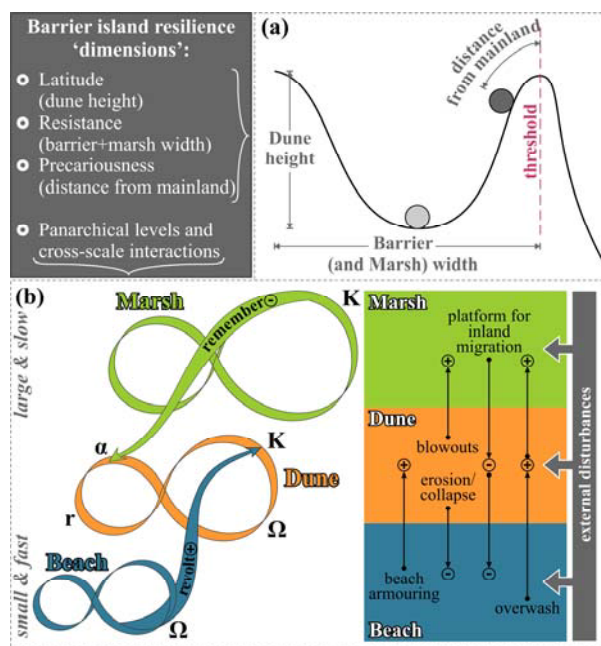 Barrier island resilience
‘dimensions’:
Latitude
(dune height)
Resistance
(barrier+marsh width)
Precariousness
(distance from mainland)
Panarchical levels and
cross-scale interactions
(a)
distance
from mainland
Dune
height
threshold
Barrier
(and Marsh) width
(b)
large & slow
small & fast
Marsh
K
remember ⊖
α
K
Dune
r
Ω
Beach
revolt ⊕
Ω
Marsh
platform for
inland
migration
⊕
⊕
Dune
blowouts
⊕
⊖
⊕
erosion/
collapse
⊖
⊖
beach
armouring
overwash
Beach
external disturbances